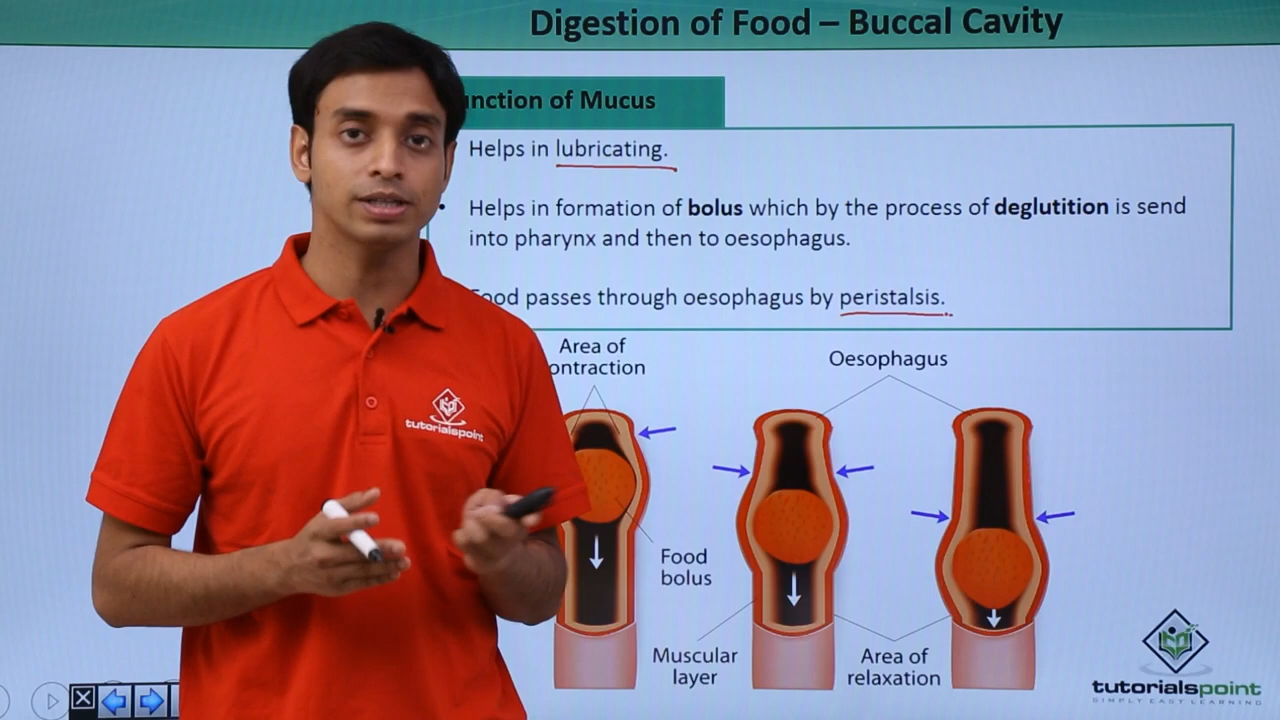 Digestion of Food – Buccal Cavity
unction of Mucus
Helps in lubricating.
• Helps in formation of bolus which by the process of deglutition is send
into pharynx and then to oesophagus.
Food passes through oesophagus by peristalsis.
Area of
ontraction
Oesophagus
Food
bolus
Muscular
layer
Area of
relaxation
tutorialspoint
tutorialspoint
SIMPLY EASY LEARNING